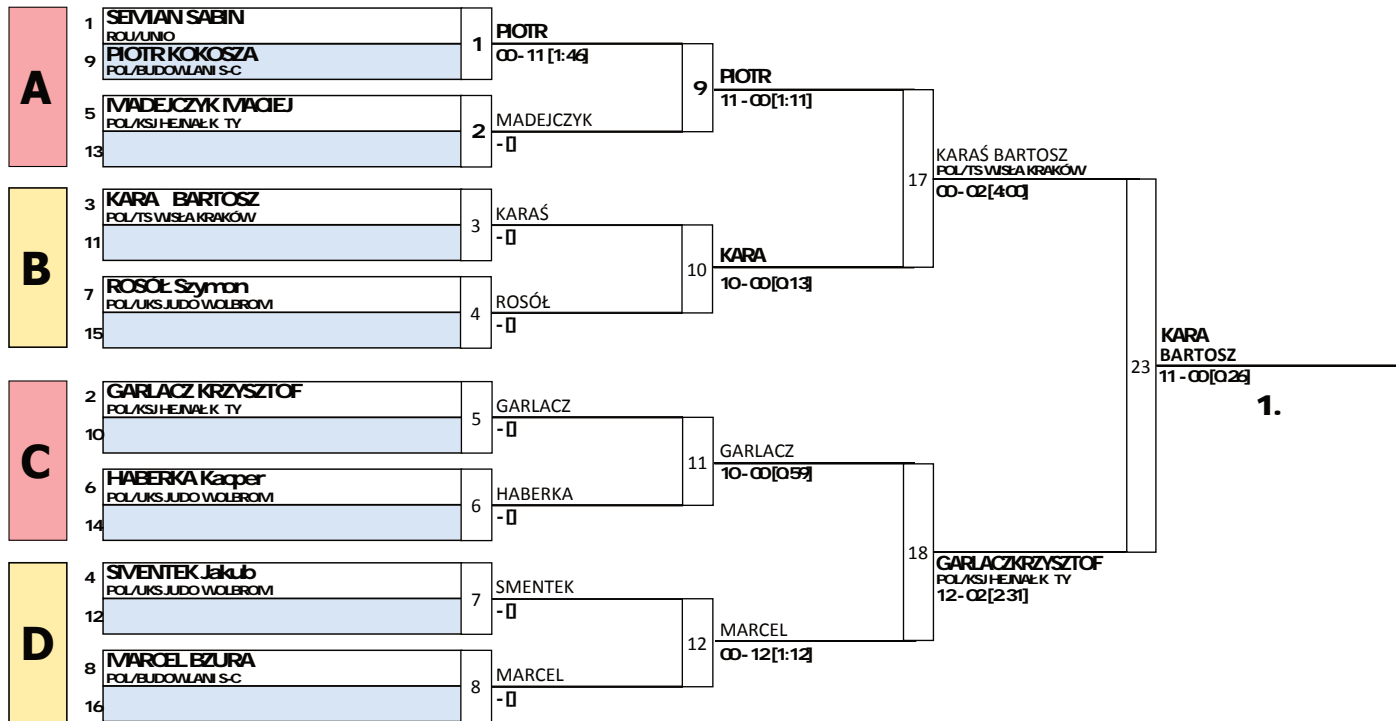 A
1 SEMIAN SABIN
ROU/UNIO
9 PIOTR KOKOSZA
POL/BUDOWLANI S-C
1
PIOTR
00 - 11 [1:46]
5 MADEJCZYK MACIEJ
POL/KSJ HEJNAŁ K TY
13
2
MADEJCZYK
- []
9
PIOTR
11 - 00 [1:11]
B
3 KARA BARTOSZ
POL/TS WISŁA KRAKÓW
11
3
KARAŚ
- []
7 ROSÓŁ Szymon
POL/UKS JUDO WOLBROM
15
4
ROSÓŁ
- []
10
KARA
10 - 00 [0:13]
17
KARAŚ BARTOSZ
POL/TS WISŁA KRAKÓW
00 - 02 [4:00]
C
2 GARLACZ KRZYSZTOF
POL/KSJ HEJNAŁ K TY
10
5
GARLACZ
- []
6 HABERKA Kacper
POL/UKS JUDO WOLBROM
14
6
HABERKA
- []
11
GARLACZ
10 - 00 [0:59]
D
4 SMENTEK Jakub
POL/UKS JUDO WOLBROM
12
7
SMENTEK
- []
8 MARCEL BZURA
POL/BUDOWLANI S-C
16
8
MARCEL
- []
12
MARCEL
00 - 12 [1:12]
18
GARLACZ KRZYSZTOF
POL/KSJ HEJNAŁ K TY
12 - 02 [2:31]
23
KARA
BARTOSZ
11 - 00 [0:26]
1.